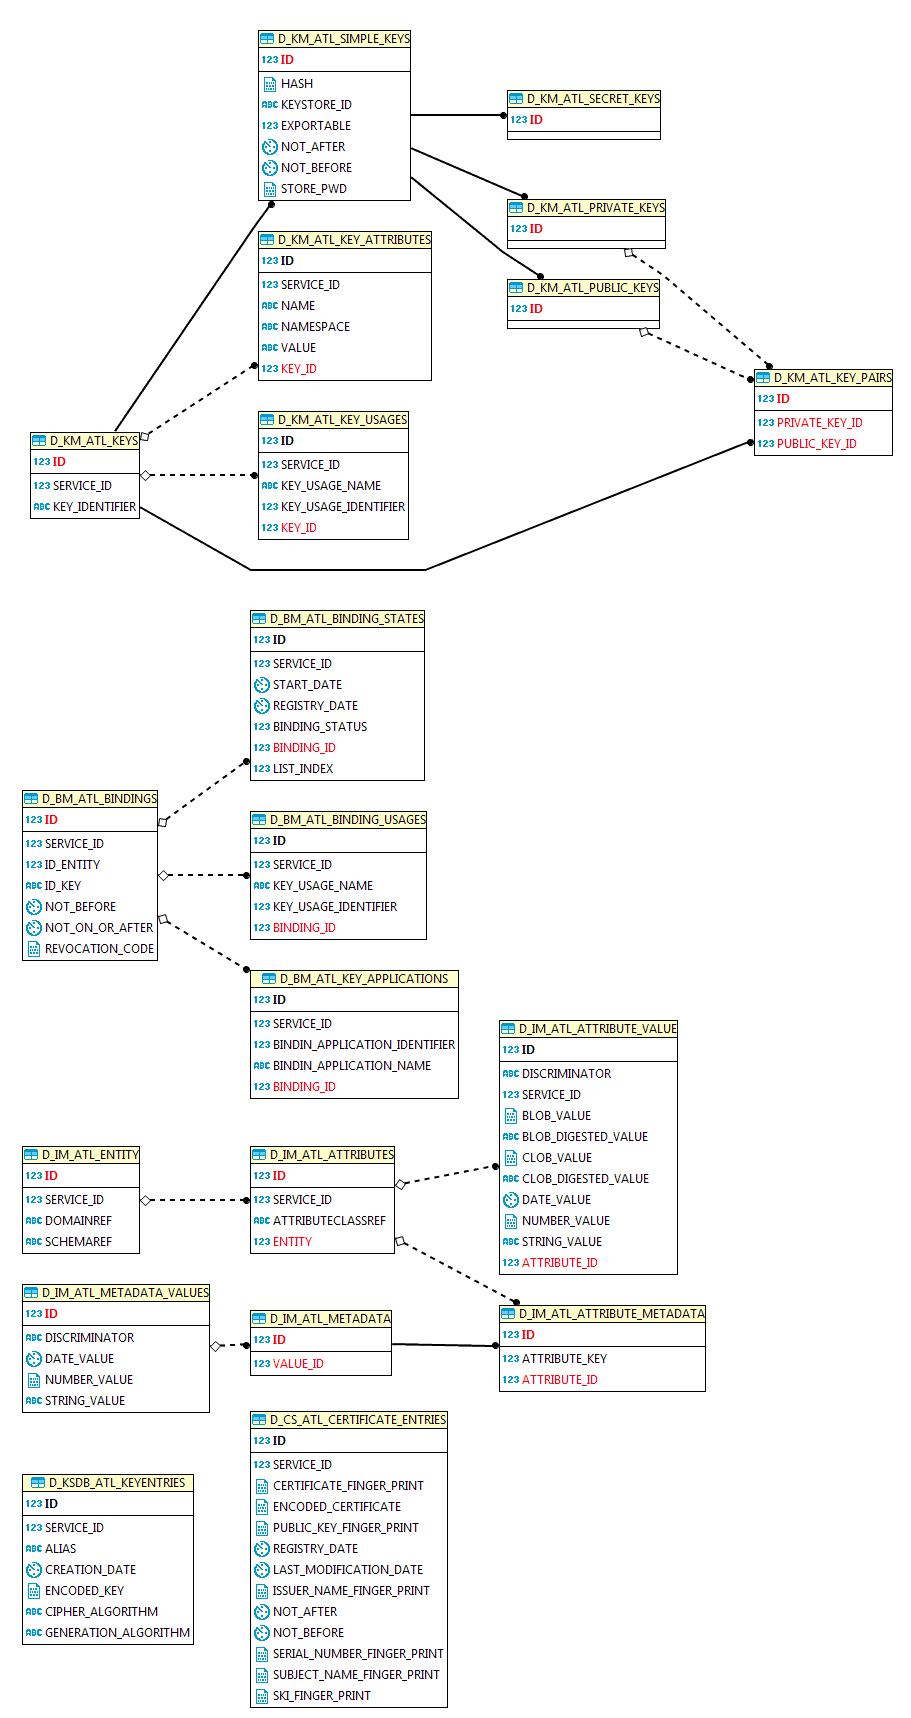 D_KM_ATL_SIMPLE_KEYS
123 ID
HASH
ABC KEYSTORE_ID
123 EXPORTABLE
NOT_AFTER
NOT_BEFORE
STORE_PWD
D_KM_ATL_SECRET_KEYS
123 ID
D_KM_ATL_PRIVATE_KEYS
123 ID
D_KM_ATL_PUBLIC_KEYS
123 ID
D_KM_ATL_KEY_ATTRIBUTES
123 ID
123 SERVICE_ID
ABC NAME
ABC NAMESPACE
ABC VALUE
123 KEY_ID
D_KM_ATL_KEY_PAIRS
123 ID
123 PRIVATE_KEY_ID
123 PUBLIC_KEY_ID
D_KM_ATL_KEYS
123 ID
123 SERVICE_ID
ABC KEY_IDENTIFIER
D_KM_ATL_KEY_USAGES
123 ID
123 SERVICE_ID
ABC KEY_USAGE_NAME
123 KEY_USAGE_IDENTIFIER
123 KEY_ID
D_BM_ATL_BINDING_STATES
123 ID
123 SERVICE_ID
START_DATE
REGISTRY_DATE
123 BINDING_STATUS
123 BINDING_ID
123 LIST_INDEX
D_BM_ATL_BINDINGS
123 ID
123 SERVICE_ID
123 ID_ENTITY
ABC ID_KEY
NOT_BEFORE
NOT_ON_OR_AFTER
REVOCATION_CODE
D_BM_ATL_BINDING_USAGES
123 ID
123 SERVICE_ID
ABC KEY_USAGE_NAME
123 KEY_USAGE_IDENTIFIER
123 BINDING_ID
D_BM_ATL_KEY_APPLICATIONS
123 ID
123 SERVICE_ID
123 BINDIN_APPLICATION_IDENTIFIER
ABC BINDIN_APPLICATION_NAME
123 BINDING_ID
D_IM_ATL_ATTRIBUTE_VALUE
123 ID
ABC DISCRIMINATOR
123 SERVICE_ID
BLOB_VALUE
ABC BLOB_DIGESTED_VALUE
CLOB_VALUE
ABC CLOB_DIGESTED_VALUE
DATE_VALUE
NUMBER_VALUE
ABC STRING_VALUE
123 ATTRIBUTE_ID
D_IM_ATL_ENTITY
123 ID
123 SERVICE_ID
ABC DOMAINREF
ABC SCHEMAREF
D_IM_ATL_ATTRIBUTES
123 ID
123 SERVICE_ID
ABC ATTRIBUTECLASSREF
123 ENTITY
D_IM_ATL_METADATA_VALUES
123 ID
ABC DISCRIMINATOR
DATE_VALUE
NUMBER_VALUE
ABC STRING_VALUE
D_IM_ATL_METADATA
123 ID
123 VALUE_ID
D_IM_ATL_ATTRIBUTE_METADATA
123 ID
ABC ATTRIBUTE_KEY
123 ATTRIBUTE_ID
D_CS_ATL_CERTIFICATE_ENTRIES
123 ID
123 SERVICE_ID
CERTIFICATE_FINGER_PRINT
ENCODED_CERTIFICATE
PUBLIC_KEY_FINGER_PRINT
REGISTRY_DATE
LAST_MODIFICATION_DATE
ISSUER_NAME_FINGER_PRINT
NOT_AFTER
NOT_BEFORE
SERIAL_NUMBER_FINGER_PRINT
SUBJECT_NAME_FINGER_PRINT
SKI_FINGER_PRINT
D_KSDB_ATL_KEYENTRIES
123 ID
123 SERVICE_ID
ABC ALIAS
CREATION_DATE
ENCODED_KEY
ABC CIPHER_ALGORITHM
ABC GENERATION_ALGORITHM